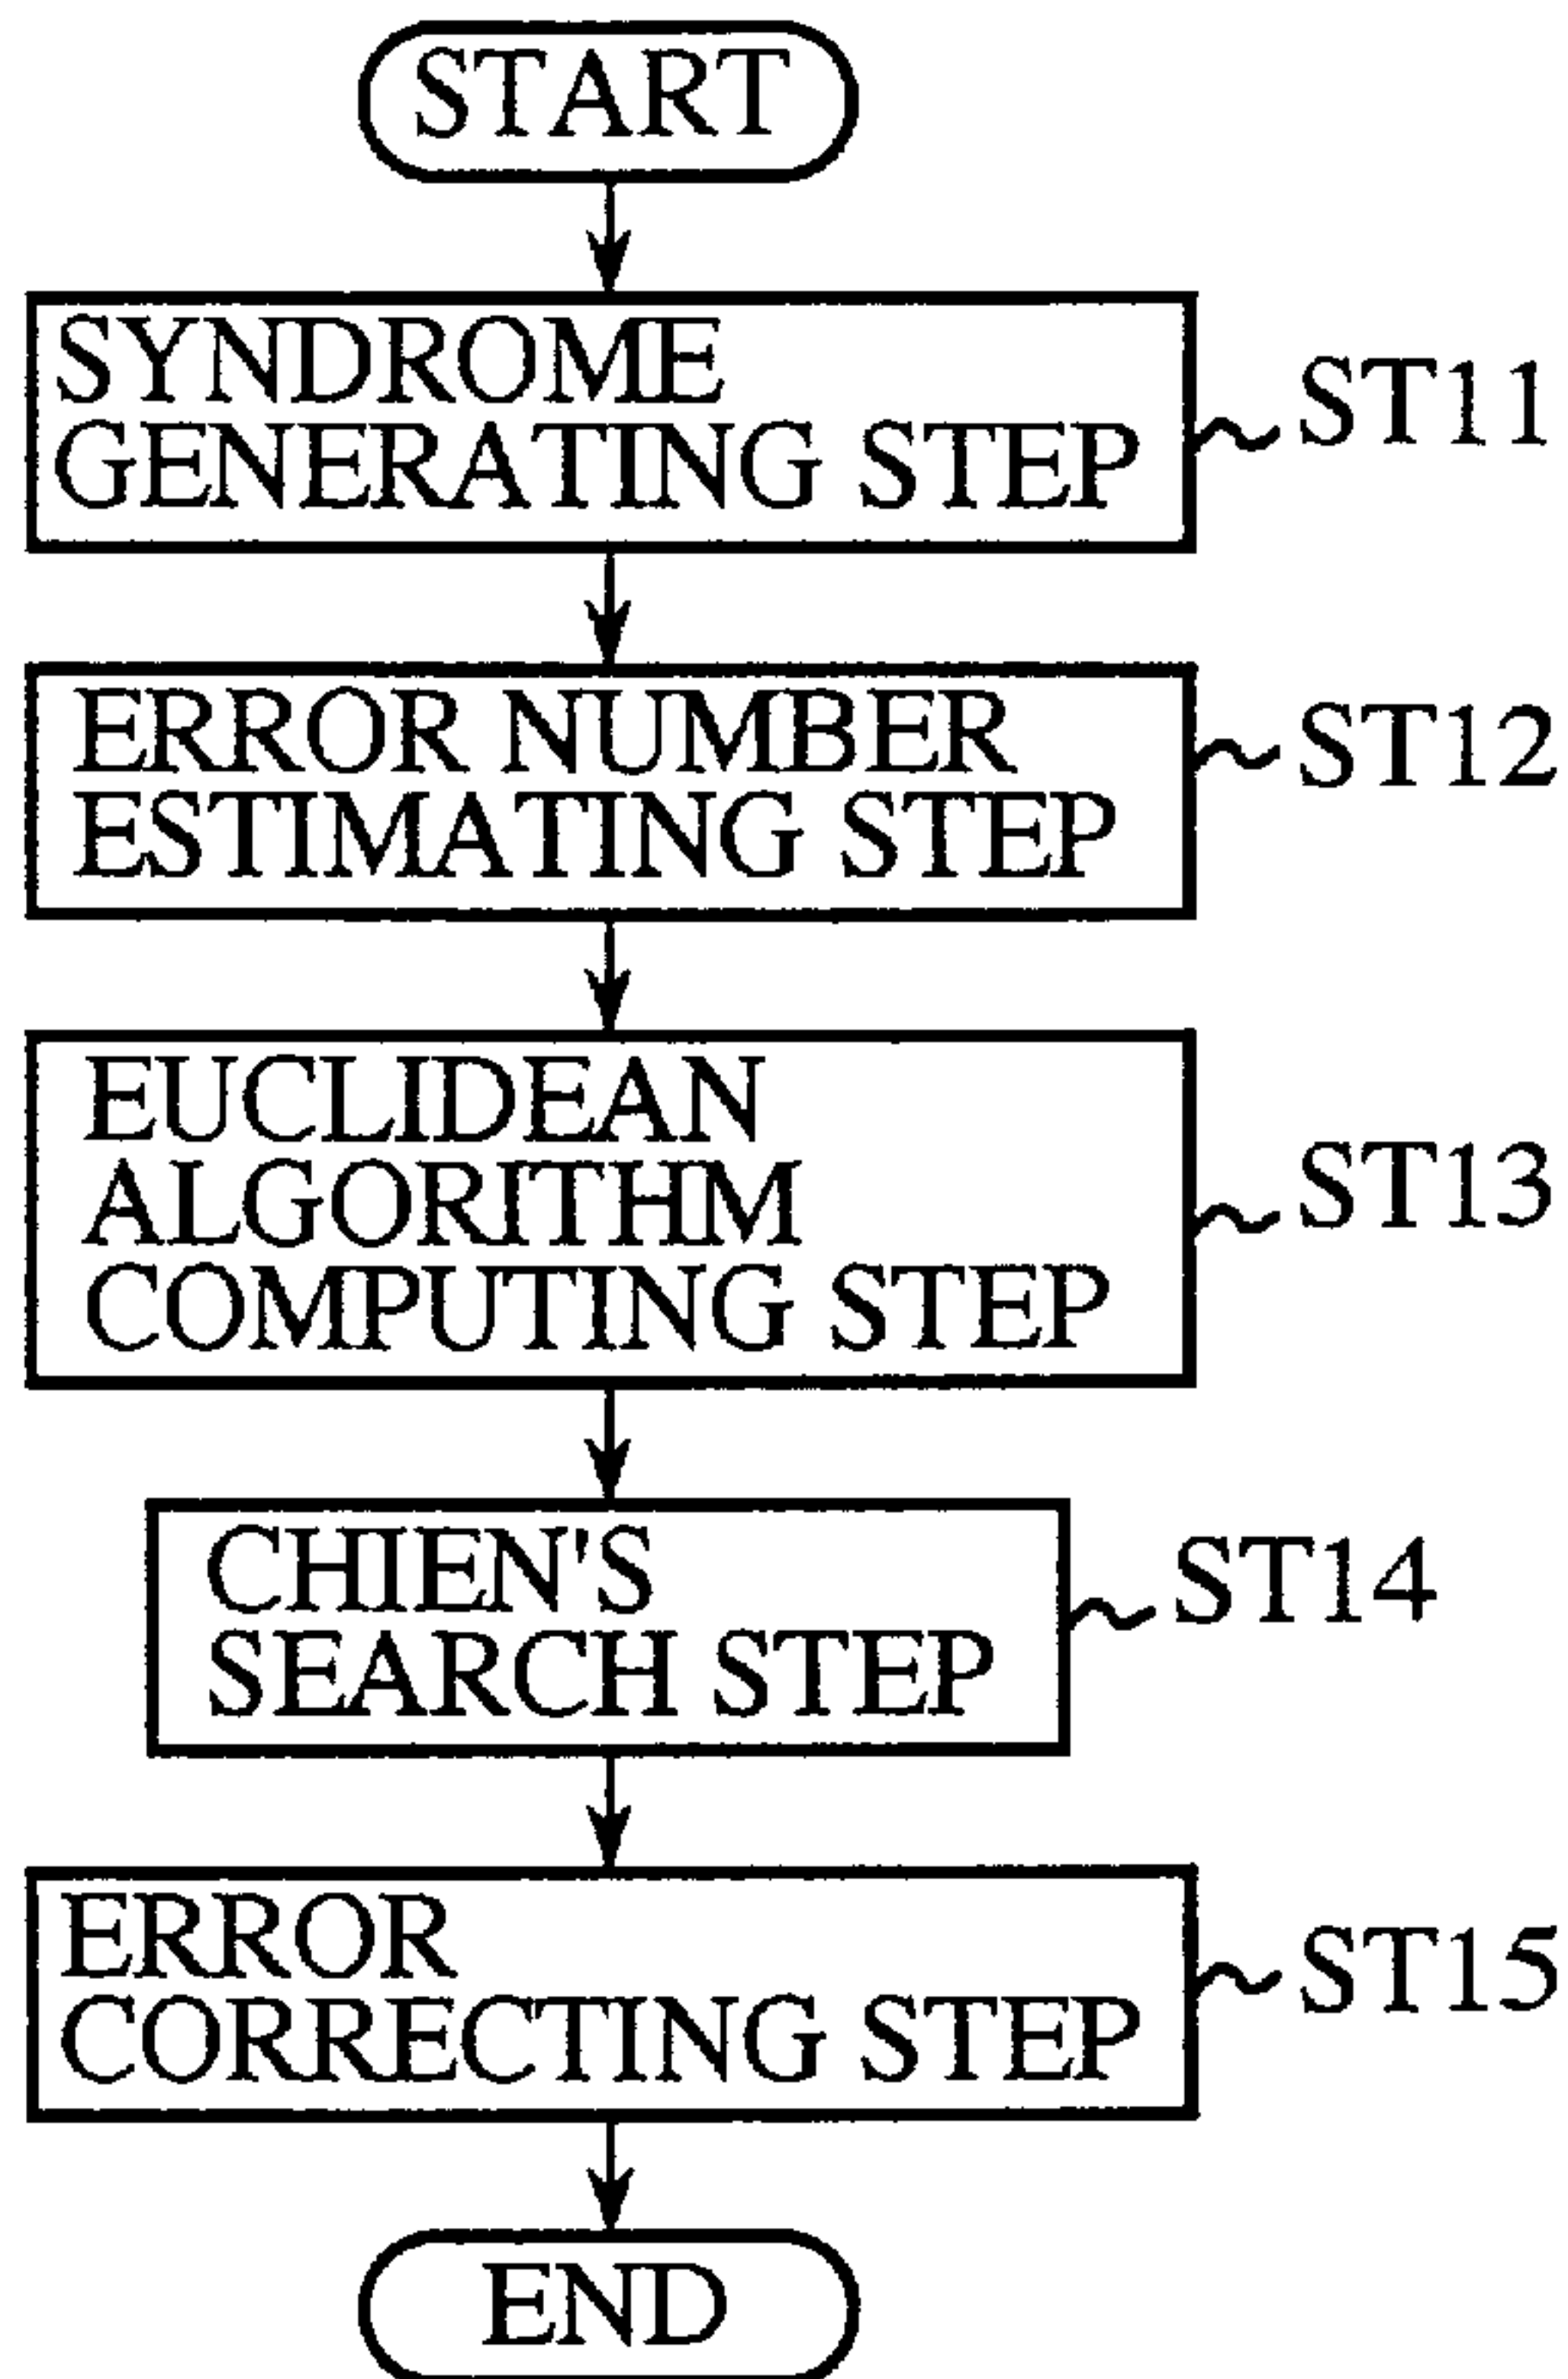 START
SYNDROME
GENERATING STEP
ST11
ERROR NUMBER
ESTIMATING STEP
ST12
EUCLIDEAN
ALGORITHM
COMPUTING STEP
ST13
CHIEN'S
SEARCH STEP
ST14
ERROR
CORRECTING STEP
ST15
END